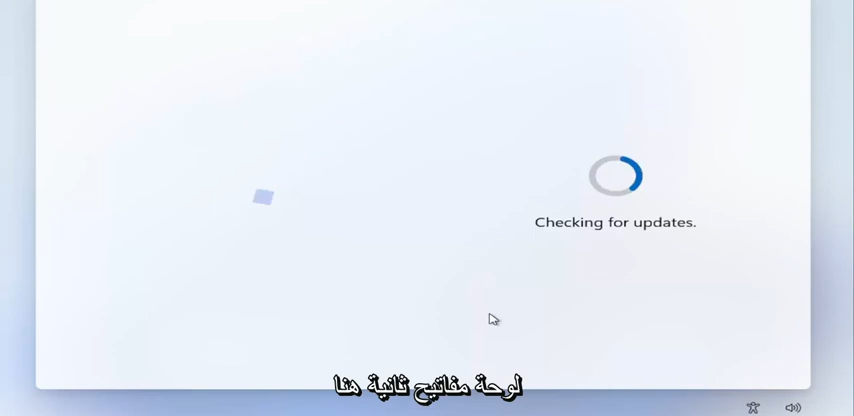 Checking for updates.
لوحة مفاتيح ثانية هنا